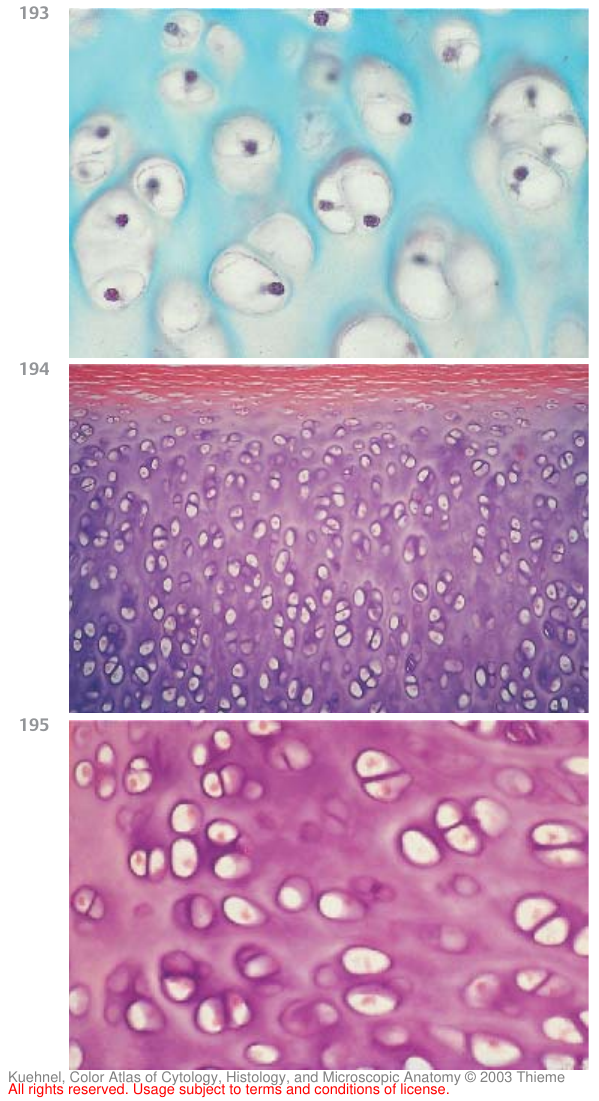 193
194
195
Kuehnel, Color Atlas of Cytology, Histology, and Microscopic Anatomy © 2003 Thieme
All rights reserved. Usage subject to terms and conditions of license.